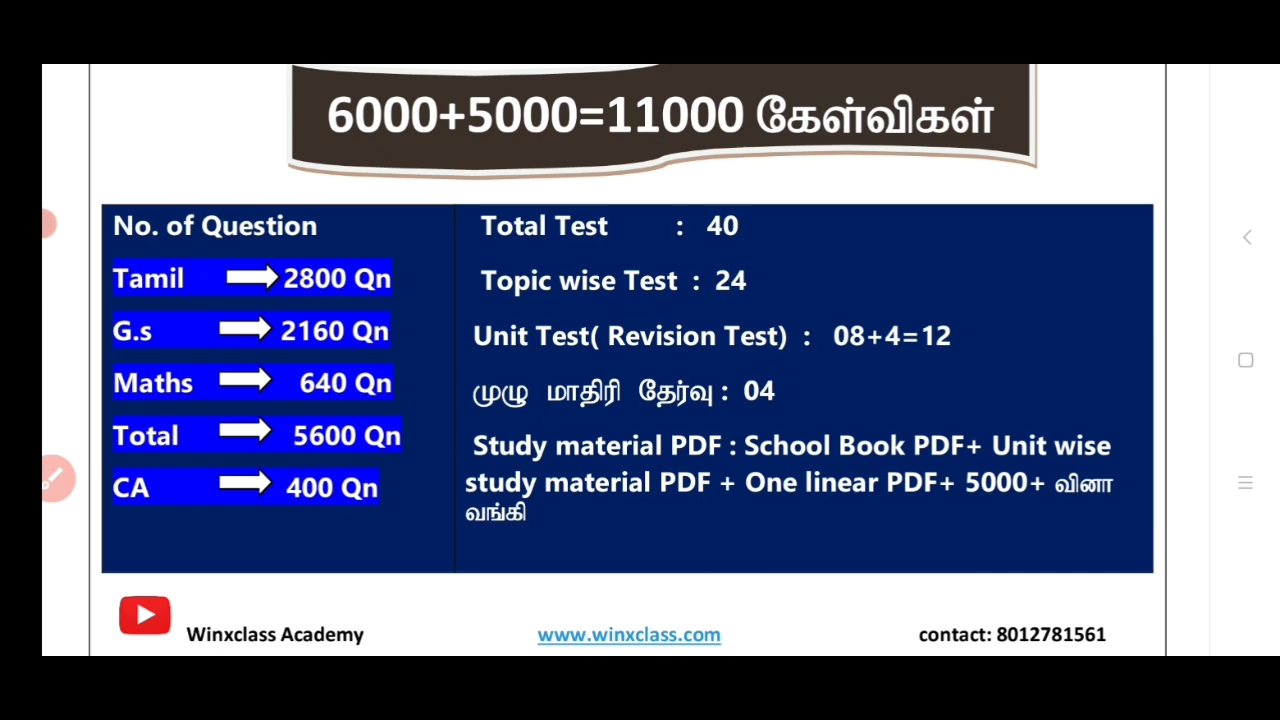 6000+5000=11000 கேள்விகள்
No. of Question
Tamil 2800 Qn
G.s 2160 Qn
Maths 640 Qn
Total 5600 Qn
CA 400 Qn
Total Test : 40
Topic wise Test : 24
Unit Test( Revision Test) : 08+4=12
முழு மாதிரி தேர்வு : 04
Study material PDF : School Book PDF+ Unit wise
study material PDF + One linear PDF+ 5000+ வினா
வங்கி
Winxclass Academy
www.winxclass.com
contact: 8012781561